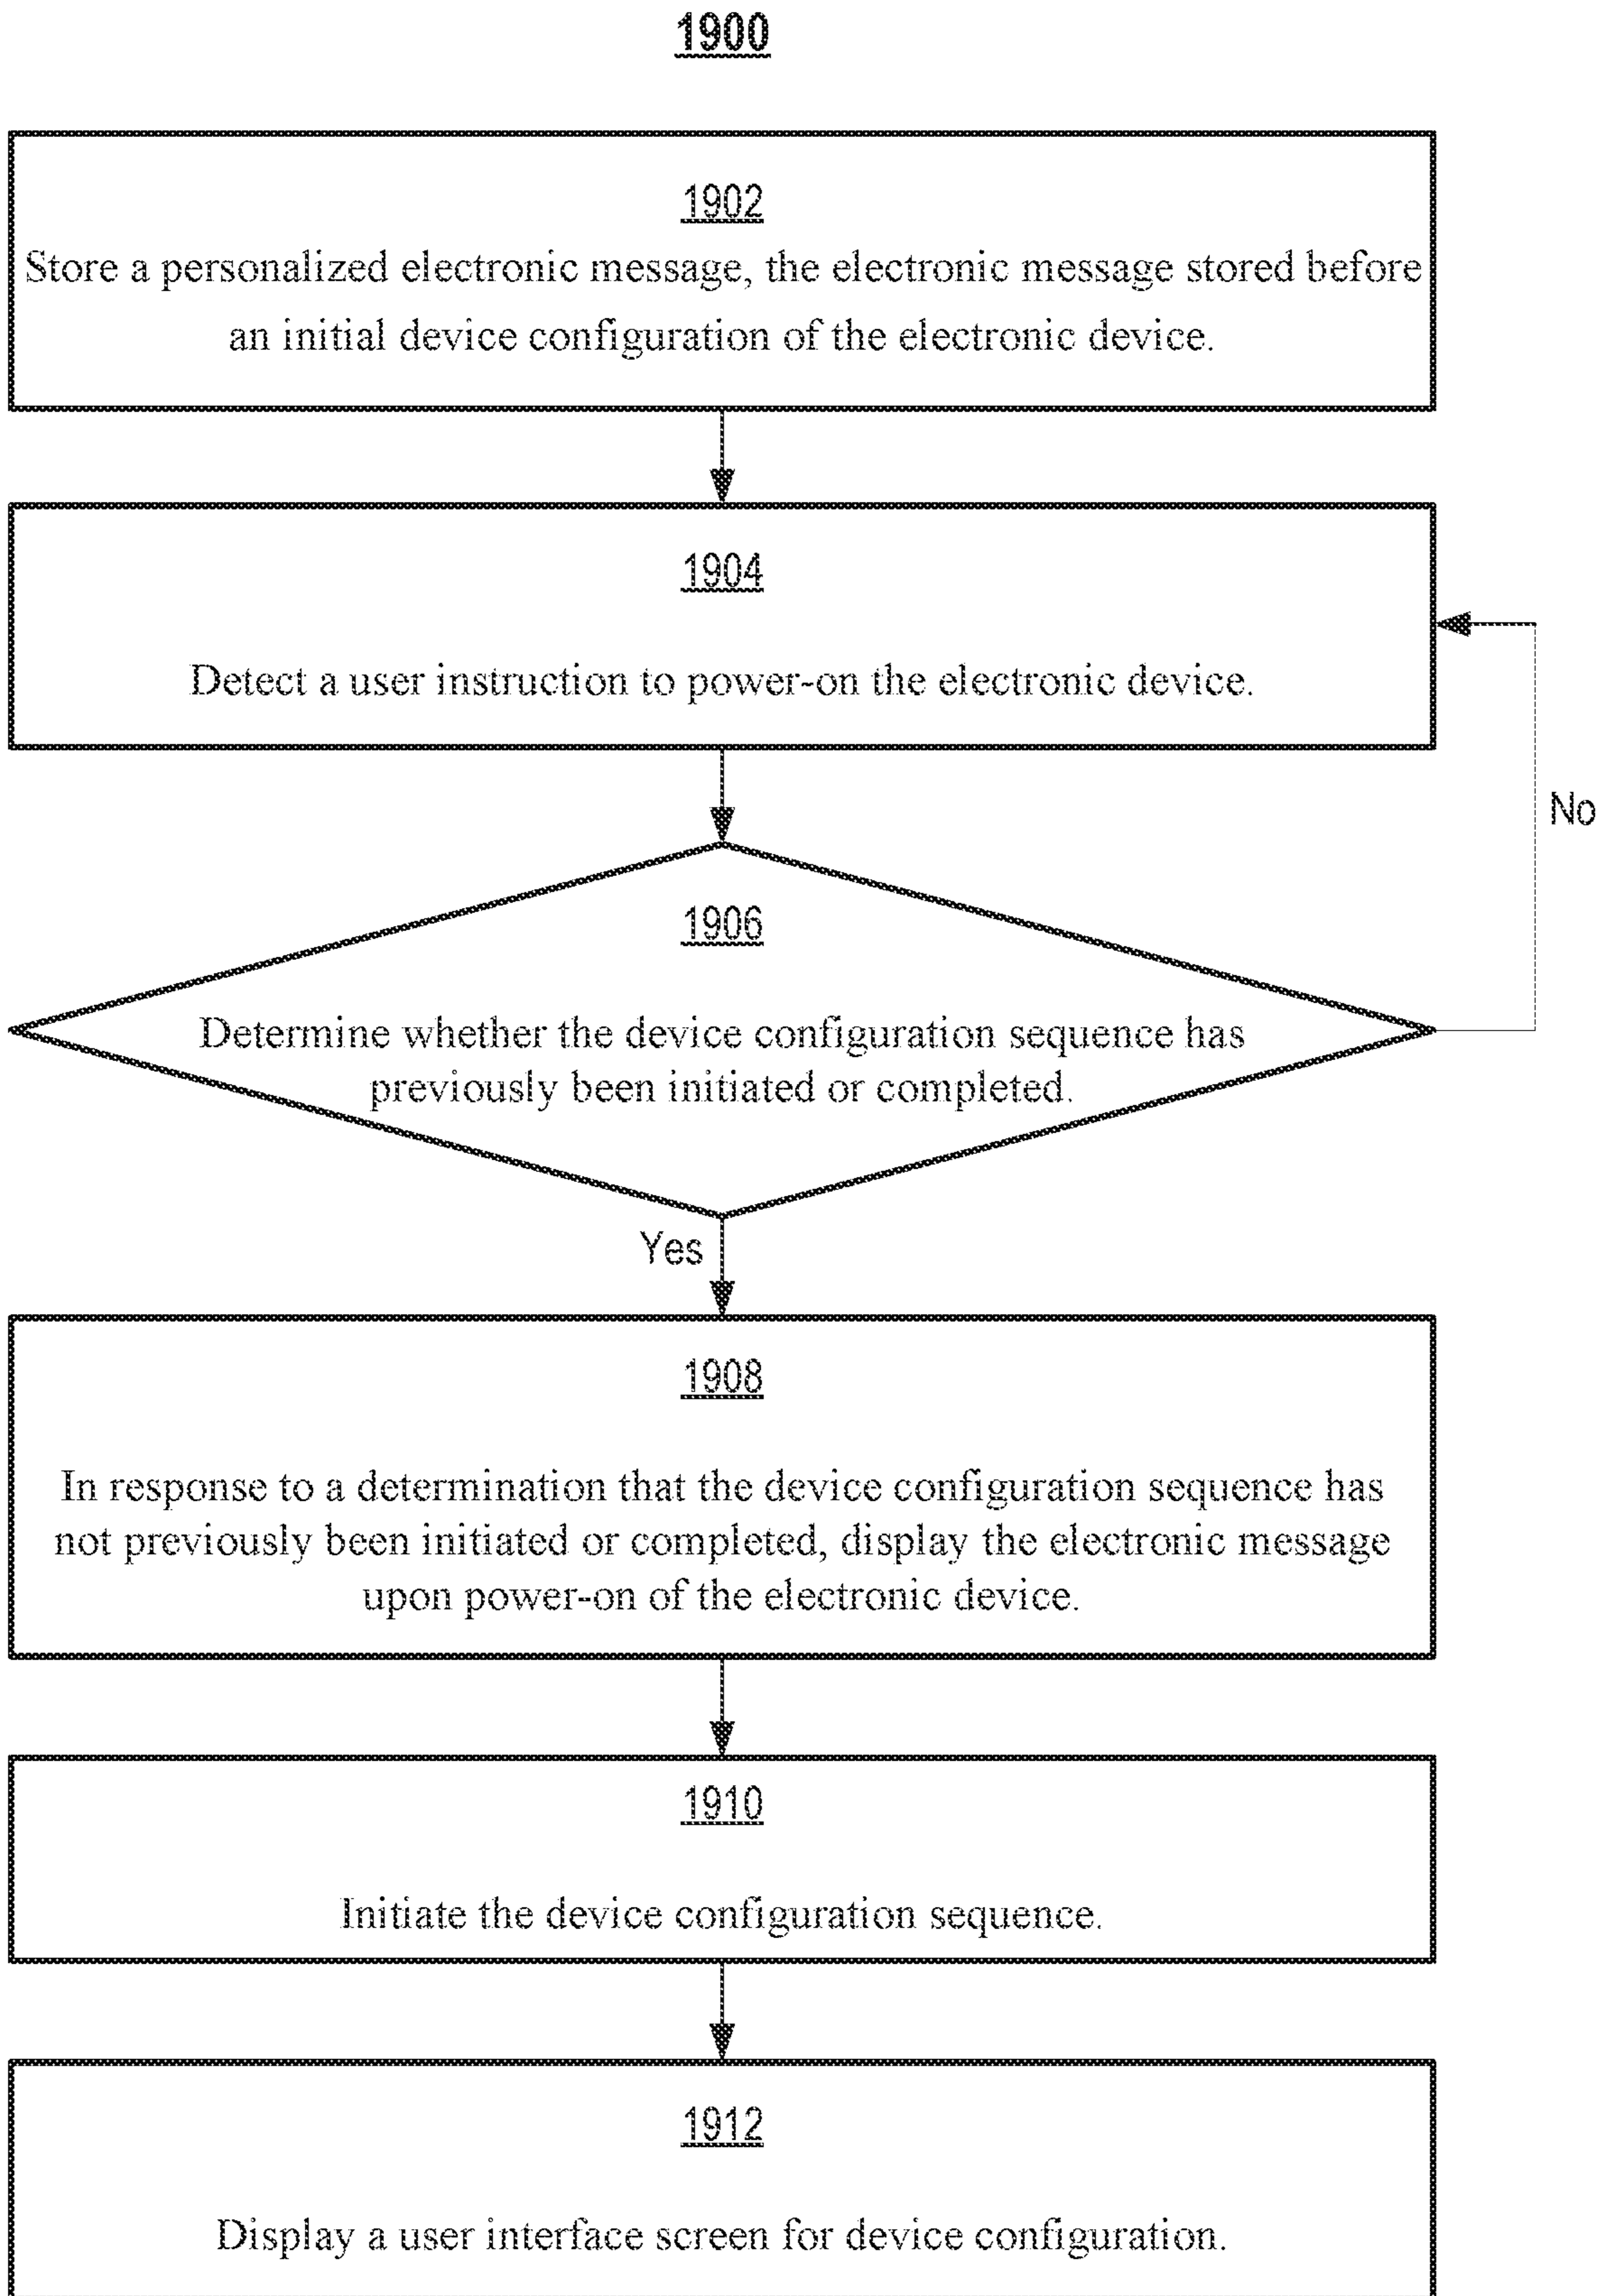 1900
1902
Store a personalized electronic message, the electronic message stored before
an initial device configuration of the electronic device.
1904
Detect a user instruction to power-on the electronic device.
No
1906
Determine whether the device configuration sequence has
previously been initiated or completed.
Yes
1908
In response to a determination that the device configuration sequence has
not previously been initiated or completed, display the electronic message
upon power-on of the electronic device.
1910
Initiate the device configuration sequence.
1912
Display a user interface screen for device configuration.